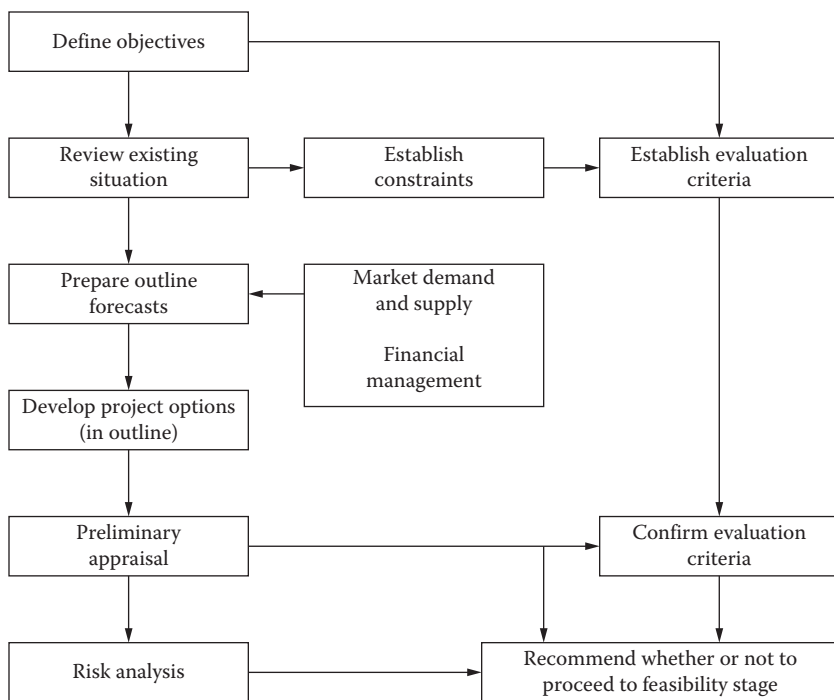 Define objectives
Review existing
situation
Establish
constraints
Establish evaluation
criteria
Prepare outline
forecasts
Market demand
and supply
Financial
management
Develop project options
(in outline)
Preliminary
appraisal
Confirm evaluation
criteria
Risk analysis
Recommend whether or not to
proceed to feasibility stage